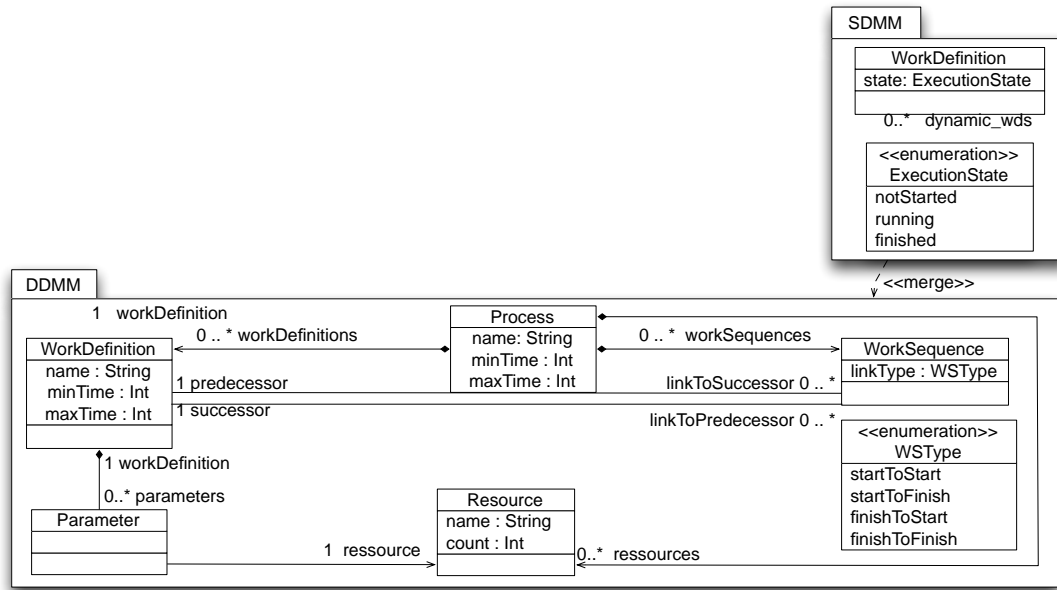 SDMM
WorkDefinition
state: ExecutionState
0..* dynamic_wds
<<enumeration>>
ExecutionState
notStarted
running
finished
<<merge>>
DDMM
1 workDefinition
0 .. * workDefinitions
Process
name: String
minTime : Int
maxTime : Int
0.. * workSequences
WorkDefinition
name : String
minTime : Int
maxTime : Int
WorkSequence
linkType : WSType
1 predecessor
linkToSuccessor 0 .. *
1 successor
linkToPredecessor 0 .. *
<<enumeration>>
WSType
startToStart
startToFinish
finishToStart
finishToFinish
1 workDefinition
0..* parameters
Parameter
Resource
name : String
count : Int
1 ressource
0..* ressources